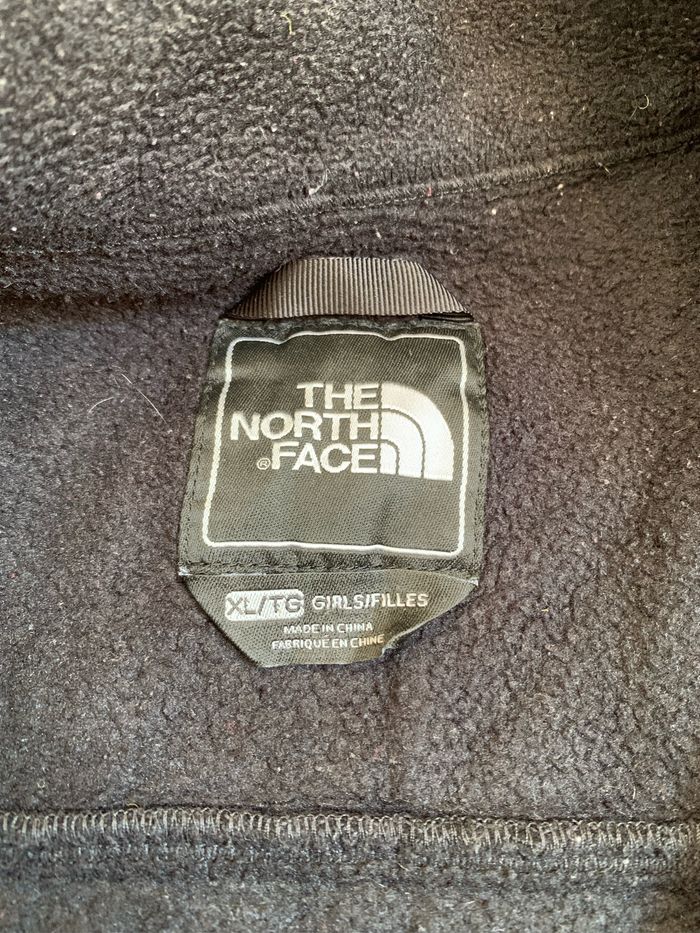 THE
NORTH
®FACE
XL/TG GIRLS/FILLES
MADE IN CHINA
FABRIQUÉ EN CHINE